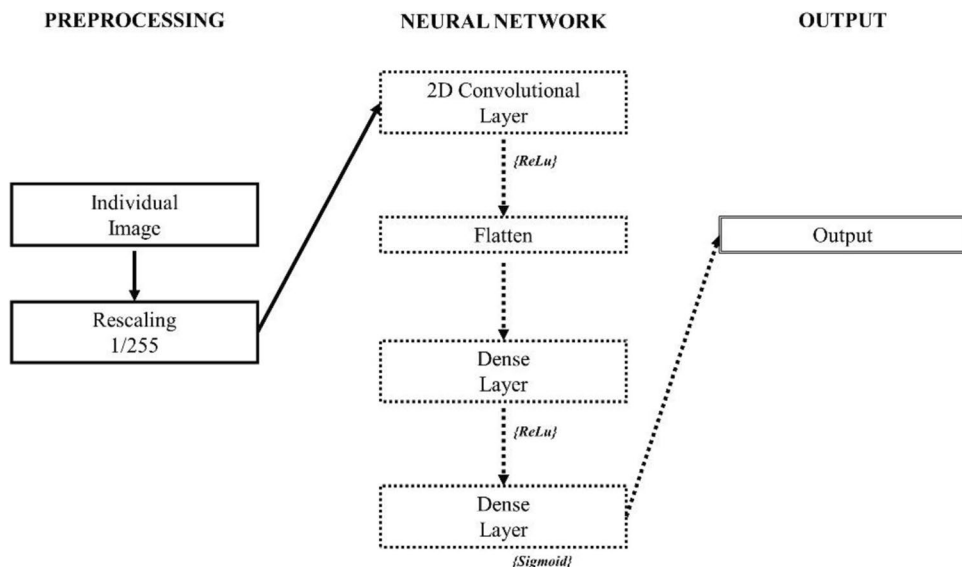 PREPROCESSING
NEURAL NETWORK
OUTPUT
Individual
Image
Rescaling
1/255
2D Convolutional
Layer
{ReLu}
Flatten
Dense
Layer
{ReLu}
Dense
Layer
{Sigmoid}
Output